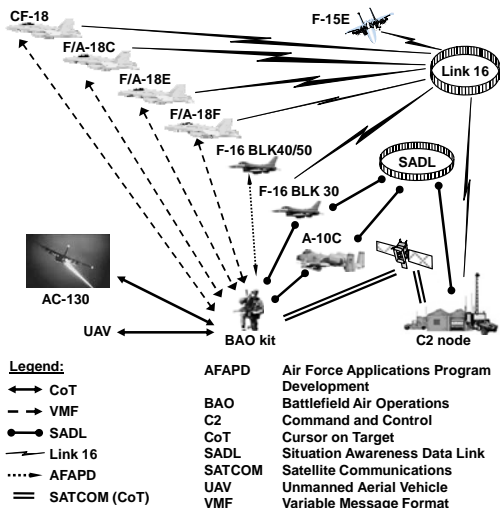 CF-18
F-15E
F/A-18C
Link 16
F/A-18E
F/A-18F
F-16 BLK40/50
SADL
F-16 BLK 30
A-10C
AC-130
UAV
BAO kit
C2 node
Legend:
CoT
VMF
SADL
Link 16
AFAPD
SATCOM (CoT)
AFAPD Air Force Applications Program
Development
BAO Battlefield Air Operations
C2 Command and Control
CoT Cursor on Target
SADL Situation Awareness Data Link
SATCOM Satellite Communications
UAV Unmanned Aerial Vehicle
VMF Variable Message Format